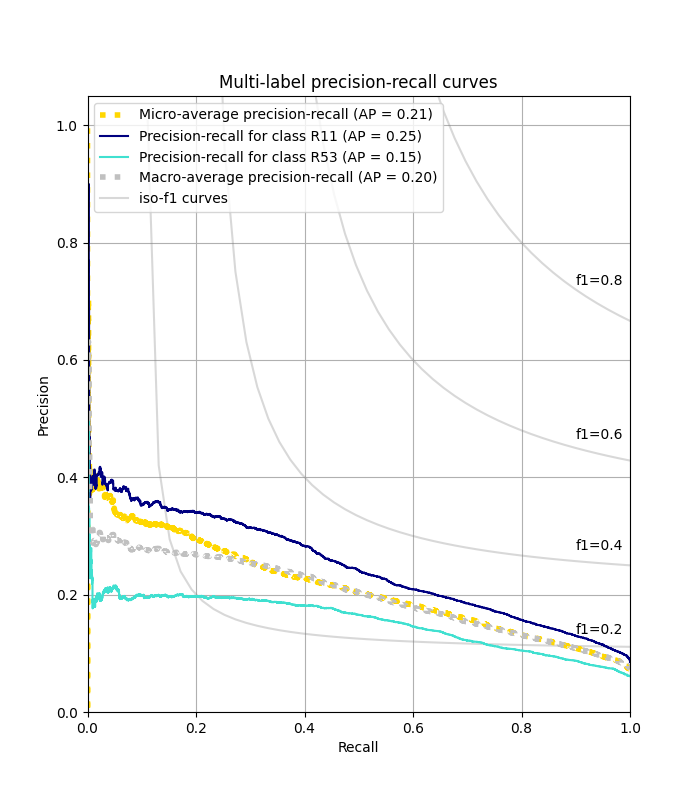 Multi-label precision-recall curves
Micro-average precision-recall (AP = 0.21)
Precision-recall for class R11 (AP = 0.25)
Precision-recall for class R53 (AP = 0.15)
Macro-average precision-recall (AP = 0.20)
iso-f1 curves
1.0
0.8
0.6
0.4
0.2
0.0
Precision
f1=0.8
f1=0.6
f1=0.4
f1=0.2
0.0 0.2 0.4 0.6 0.8 1.0
Recall